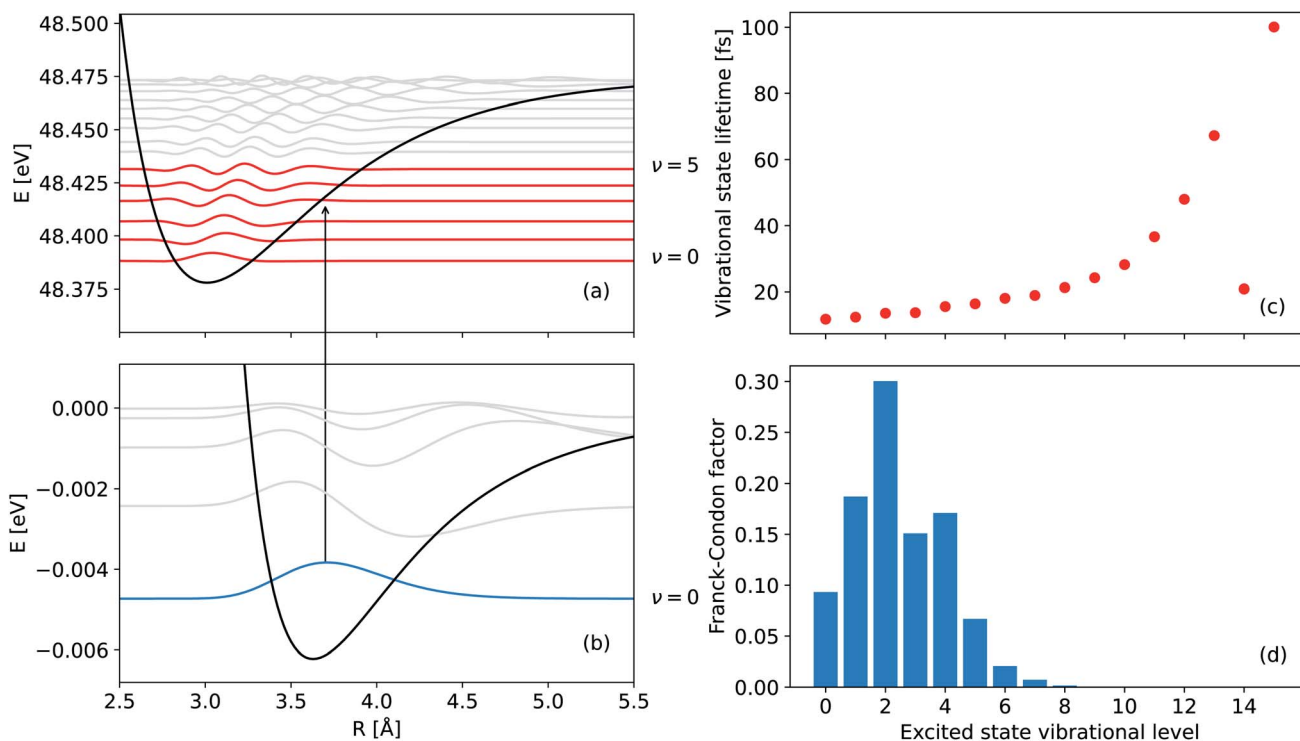 48.500
48.475
48.450
48.425
48.400
48.375
E [eV]
ν = 5
ν = 0
(a)
0.000
−0.002
−0.004
−0.006
E [eV]
ν = 0
(b)
2.5 3.0 3.5 4.0 4.5 5.0 5.5
R [Å]
100
80
60
40
20
Vibrational state lifetime [fs]
(c)
0.30
0.25
0.20
0.15
0.10
0.05
0.00
Franck-Condon factor
(d)
0 2 4 6 8 10 12 14
Excited state vibrational level